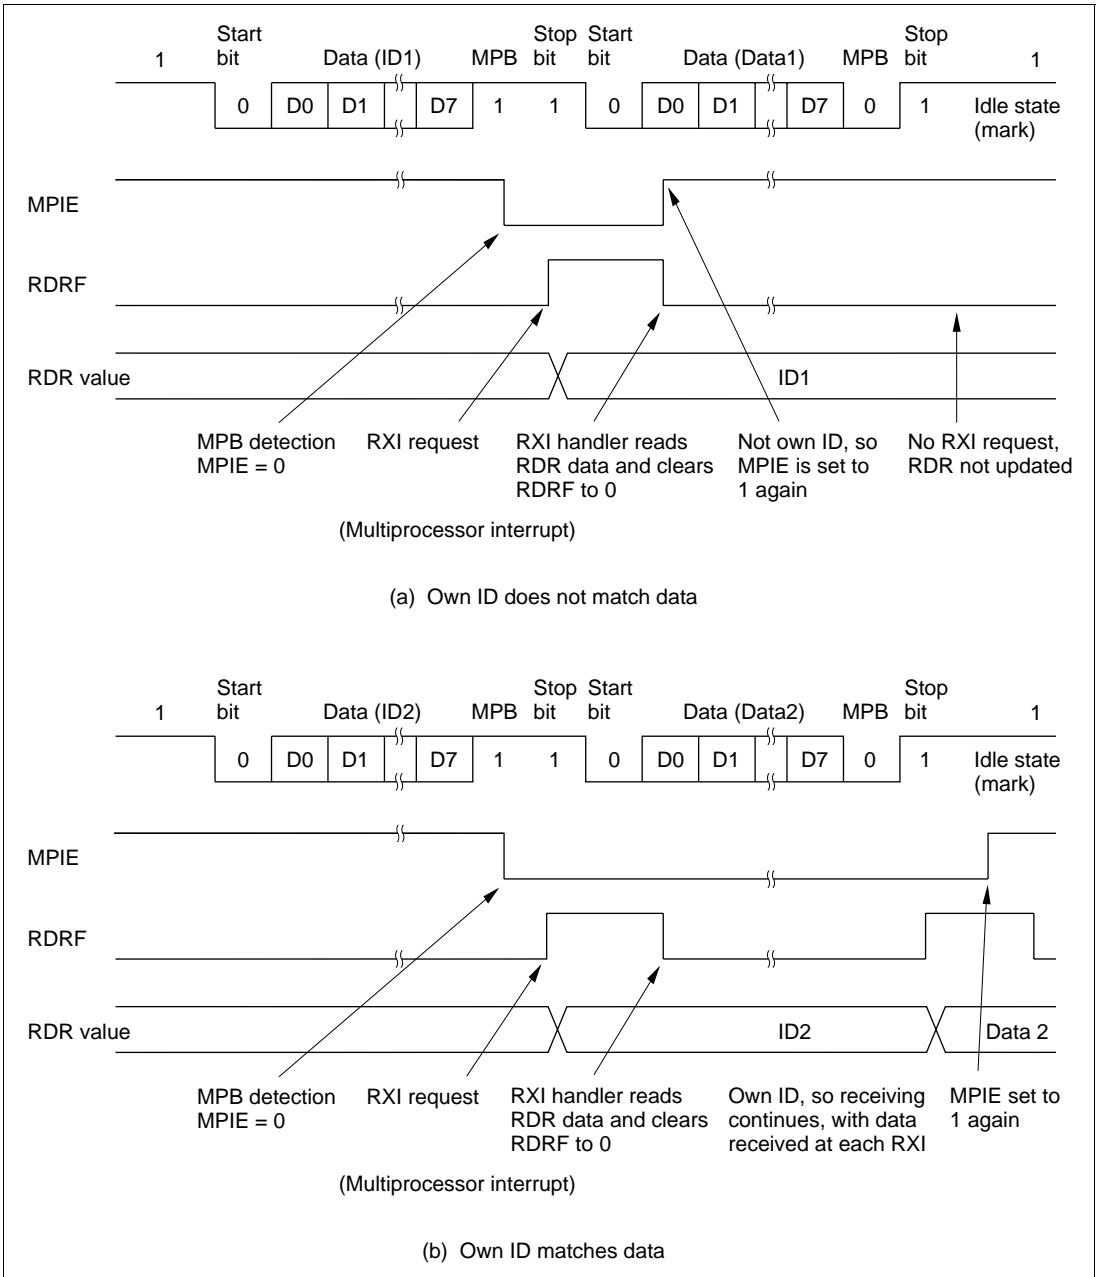 Start bit Data (ID1) MPB Stop bit Start bit Data (Data1) MPB Stop bit
1 1
0 D0 D1 D7 1 1 0 D0 D1 D7 0 1 Idle state (mark)
MPIE
RDRF
RDR value ID1
MPB detection
MPIE = 0
RXI request
RXI handler reads
RDR data and clears
RDRF to 0
Not own ID, so
MPIE is set to
1 again
No RXI request,
RDR not updated
(Multiprocessor interrupt)
(a) Own ID does not match data
Start bit Data (ID2) MPB Stop bit Start bit Data (Data2) MPB Stop bit
1 1
0 D0 D1 D7 1 1 0 D0 D1 D7 0 1 Idle state (mark)
MPIE
RDRF
RDR value ID2 Data 2
MPB detection
MPIE = 0
RXI request
RXI handler reads
RDR data and clears
RDRF to 0
Own ID, so receiving
continues, with data
received at each RXI
MPIE set to
1 again
(Multiprocessor interrupt)
(b) Own ID matches data